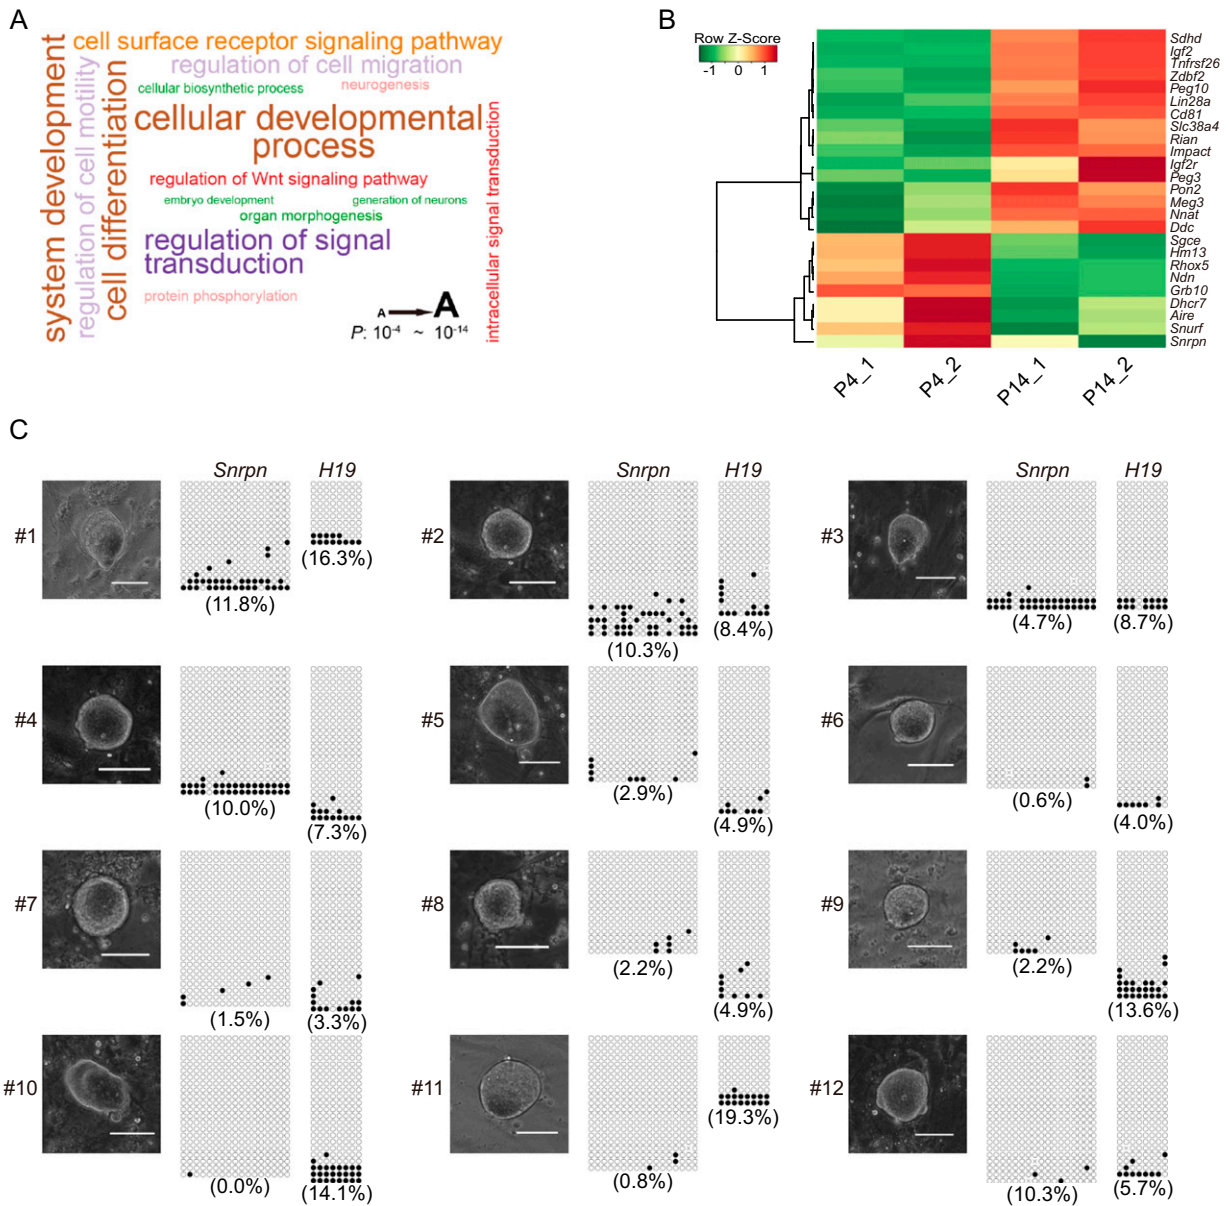 A
system development
regulation of cell motility
cell differentiation
cell surface receptor signaling pathway
regulation of cell migration
cellular biosynthetic process
neurogenesis
cellular developmental
process
regulation of Wnt signaling pathway
embryo development
generation of neurons
organ morphogenesis
regulation of signal
transduction
protein phosphorylation
intracellular signal transduction
A A
P: 10-4 ~ 10-14
B
Row Z-Score
-1 0 1
Sdhd
Igf2
Tnfrsf26
Zdbf2
Peg10
Lin28a
Cd81
Slc38a4
Rian
Impact
Igf2r
Peg3
Pon2
Meg3
Nnat
Ddc
Sgce
Hm13
Rhox5
Ndn
Grb10
Dhcr7
Aire
Snurf
Snrpn
P4_1 P4_2 P14_1 P14_2
C
Snrpn H19 Snrpn H19 Snrpn H19
#1 (11.8%) (16.3%)
#2 (10.3%) (8.4%)
#3 (4.7%) (8.7%)
#4 (10.0%) (7.3%)
#5 (2.9%) (4.9%)
#6 (0.6%) (4.0%)
#7 (1.5%) (3.3%)
#8 (2.2%) (4.9%)
#9 (2.2%) (13.6%)
#10 (0.0%) (14.1%)
#11 (0.8%) (19.3%)
#12 (10.3%) (5.7%)